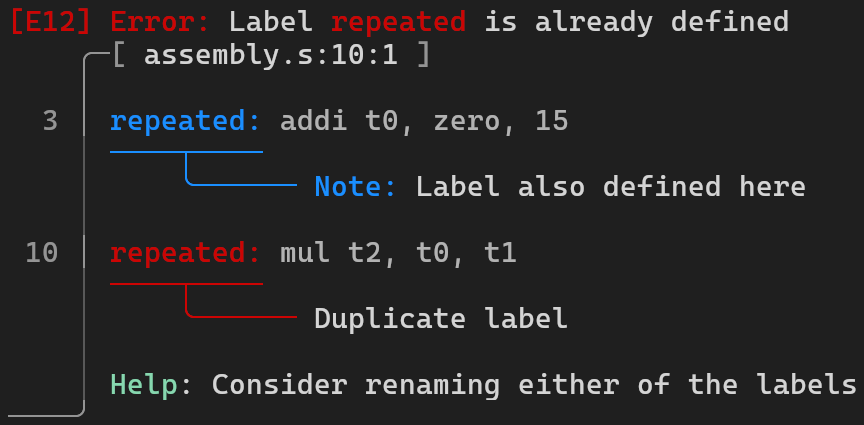 [E12] Error: Label repeated is already defined
[ assembly.s:10:1 ]
3 repeated: addi t0, zero, 15
Note: Label also defined here
10 repeated: mul t2, t0, t1
Duplicate label
Help: Consider renaming either of the labels